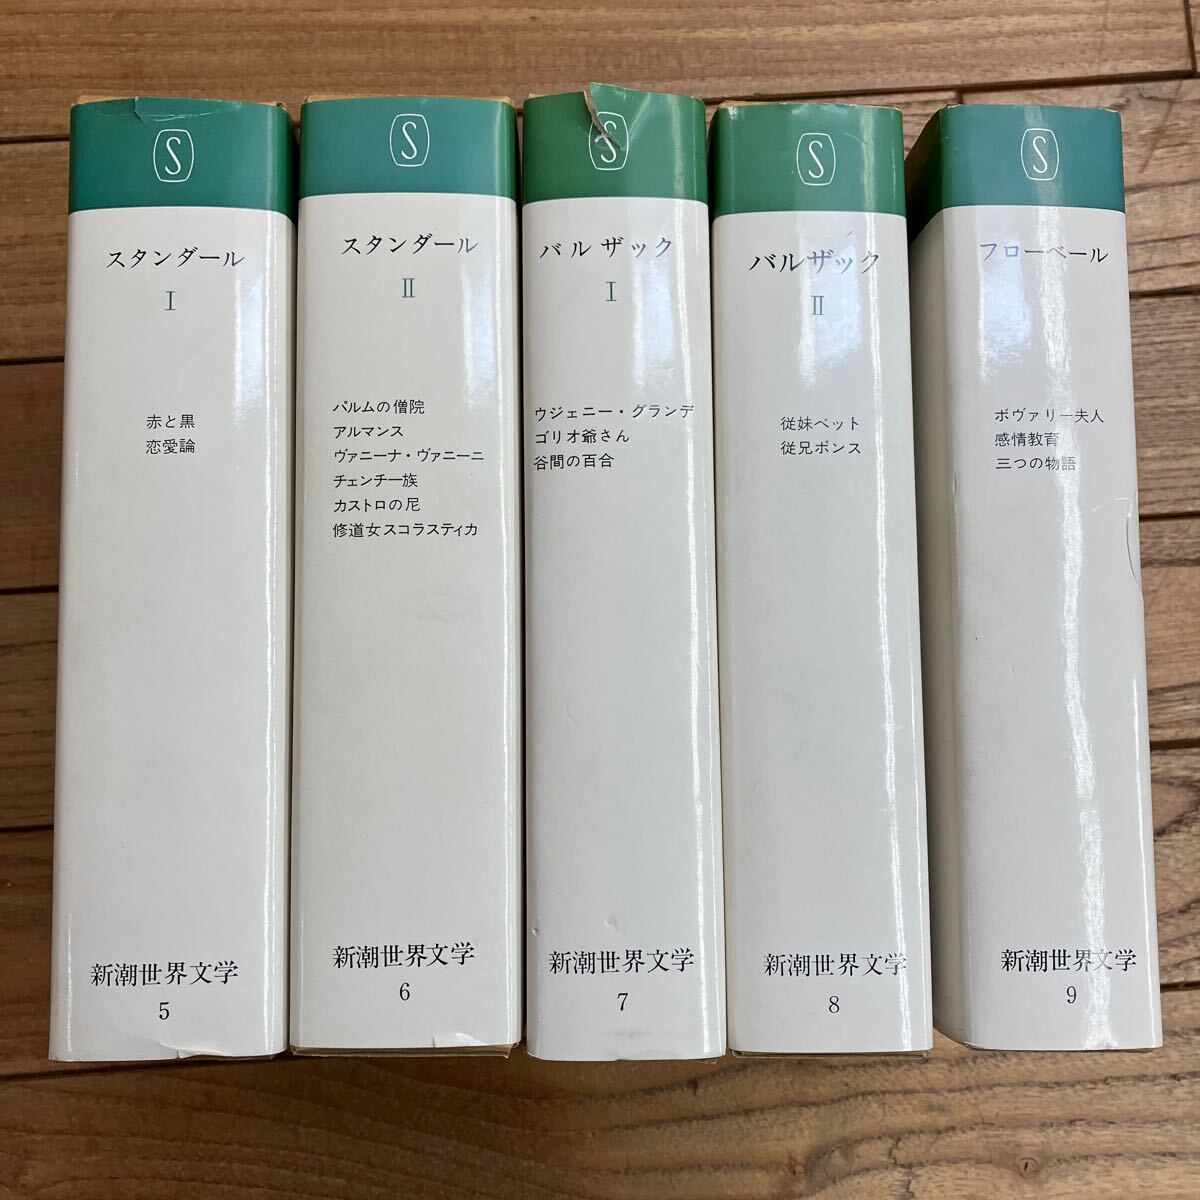 S
スタンダール
I
赤と黒
恋愛論
新潮世界文学
5
S
スタンダール
II
パルムの僧院
アルマンス
ヴァニーナ・ヴァニーニ
チェンチ一族
カストロの尼
修道女スコラスティカ
新潮世界文学
6
S
バルザック
I
ウジェニー・グランデ
ゴリオ爺さん
谷間の百合
新潮世界文学
7
S
バルザック
II
従妹ベット
従兄ポンス
新潮世界文学
8
S
フローベール
ボヴァリー夫人
感情教育
三つの物語
新潮世界文学
9